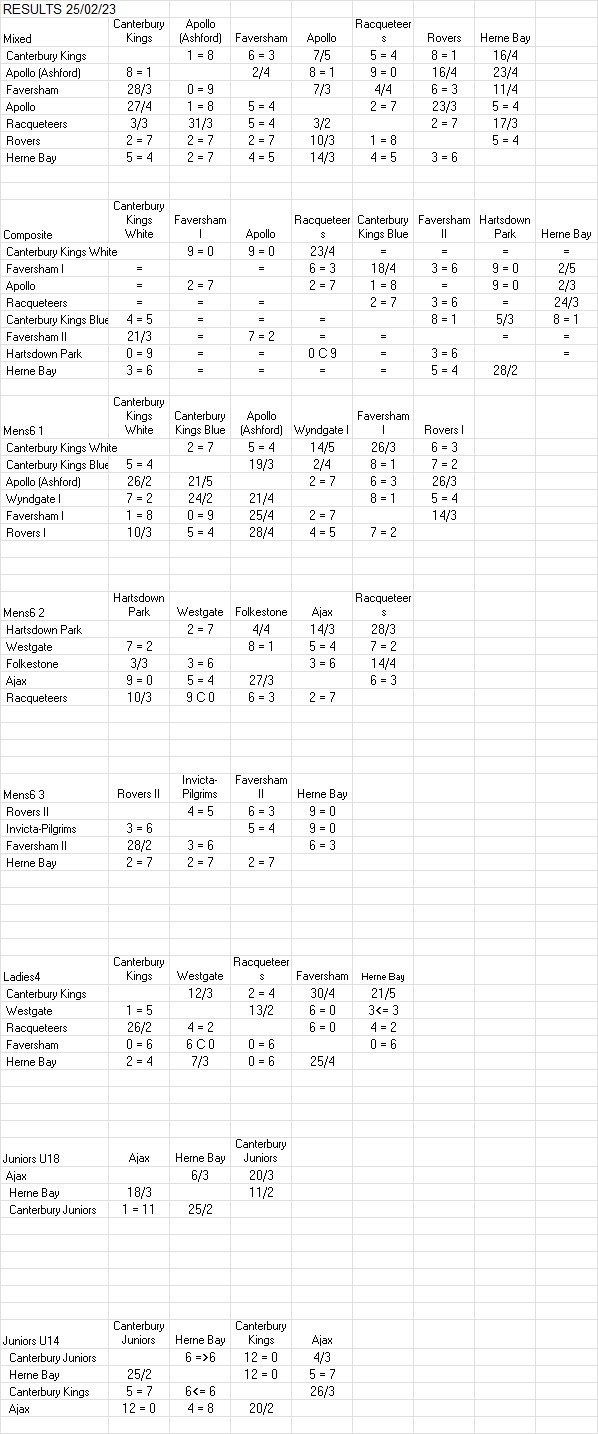 RESULTS 25/02/23
Mixed Canterbury Kings Apollo (Ashford) Faversham Apollo Racqueteers Rovers Herne Bay
Canterbury Kings 1 = 8 6 = 3 7/5 5 = 4 8 = 1 16/4
Apollo (Ashford) 8 = 1 2/4 8 = 1 9 = 0 16/4 23/4
Faversham 28/3 0 = 9 7/3 4/4 6 = 3 11/4
Apollo 27/4 1 = 8 5 = 4 2 = 7 23/3 5 = 4
Racqueteers 3/3 31/3 5 = 4 3/2 2 = 7 17/3
Rovers 2 = 7 2 = 7 2 = 7 10/3 1 = 8 5 = 4
Herne Bay 5 = 4 2 = 7 4 = 5 14/3 4 = 5 3 = 6
Composite Canterbury Kings White Faversham I Apollo Racqueteers Canterbury Kings Blue Faversham II Hartsdown Park Herne Bay
Canterbury Kings White 9 = 0 9 = 0 23/4 = = = =
Faversham I = = 6 = 3 18/4 3 = 6 9 = 0 2/5
Apollo = 2 = 7 2 = 7 1 = 8 = 9 = 0 2/3
Racqueteers = = = 2 = 7 3 = 6 = 24/3
Canterbury Kings Blue 4 = 5 = = = 8 = 1 5/3 8 = 1
Faversham II 21/3 = 7 = 2 = = = =
Hartsdown Park 0 = 9 = = 0 C 9 = 3 = 6 =
Herne Bay 3 = 6 = = = = 5 = 4 28/2
Mens6 1 Canterbury Kings White Canterbury Kings Blue Apollo (Ashford) Wyndgate I Faversham I Rovers I
Canterbury Kings White 2 = 7 5 = 4 14/5 26/3 6 = 3
Canterbury Kings Blue 5 = 4 19/3 2/4 8 = 1 7 = 2
Apollo (Ashford) 26/2 21/5 2 = 7 6 = 3 26/3
Wyndgate I 7 = 2 24/2 21/4 8 = 1 5 = 4
Faversham I 1 = 8 0 = 9 25/4 2 = 7 14/3
Rovers I 10/3 5 = 4 28/4 4 = 5 7 = 2
Mens6 2 Hartsdown Park Westgate Folkestone Ajax Racqueteers
Hartsdown Park 2 = 7 4/4 14/3 28/3
Westgate 7 = 2 8 = 1 5 = 4 7 = 2
Folkestone 3/3 3 = 6 3 = 6 14/4
Ajax 9 = 0 5 = 4 27/3 6 = 3
Racqueteers 10/3 9 C 0 6 = 3 2 = 7
Mens6 3 Rovers II Invicta-Pilgrims Faversham II Herne Bay
Rovers II 4 = 5 6 = 3 9 = 0
Invicta-Pilgrims 3 = 6 5 = 4 9 = 0
Faversham II 28/2 3 = 6 6 = 3
Herne Bay 2 = 7 2 = 7 2 = 7
Ladies4 Canterbury Kings Westgate Racqueteers Faversham Herne Bay
Canterbury Kings 12/3 2 = 4 30/4 21/5
Westgate 1 = 5 13/2 6 = 0 3<= 3
Racqueteers 26/2 4 = 2 6 = 0 4 = 2
Faversham 0 = 6 6 C 0 0 = 6 0 = 6
Herne Bay 2 = 4 7/3 0 = 6 25/4
Juniors U18 Ajax Herne Bay Canterbury Juniors
Ajax 6/3 20/3
Herne Bay 18/3 11/2
Canterbury Juniors 1 = 11 25/2
Juniors U14 Canterbury Juniors Herne Bay Canterbury Kings Ajax
Canterbury Juniors 6 =>6 12 = 0 4/3
Herne Bay 25/2 12 = 0 5 = 7
Canterbury Kings 5 = 7 6<= 6 26/3
Ajax 12 = 0 4 = 8 20/2